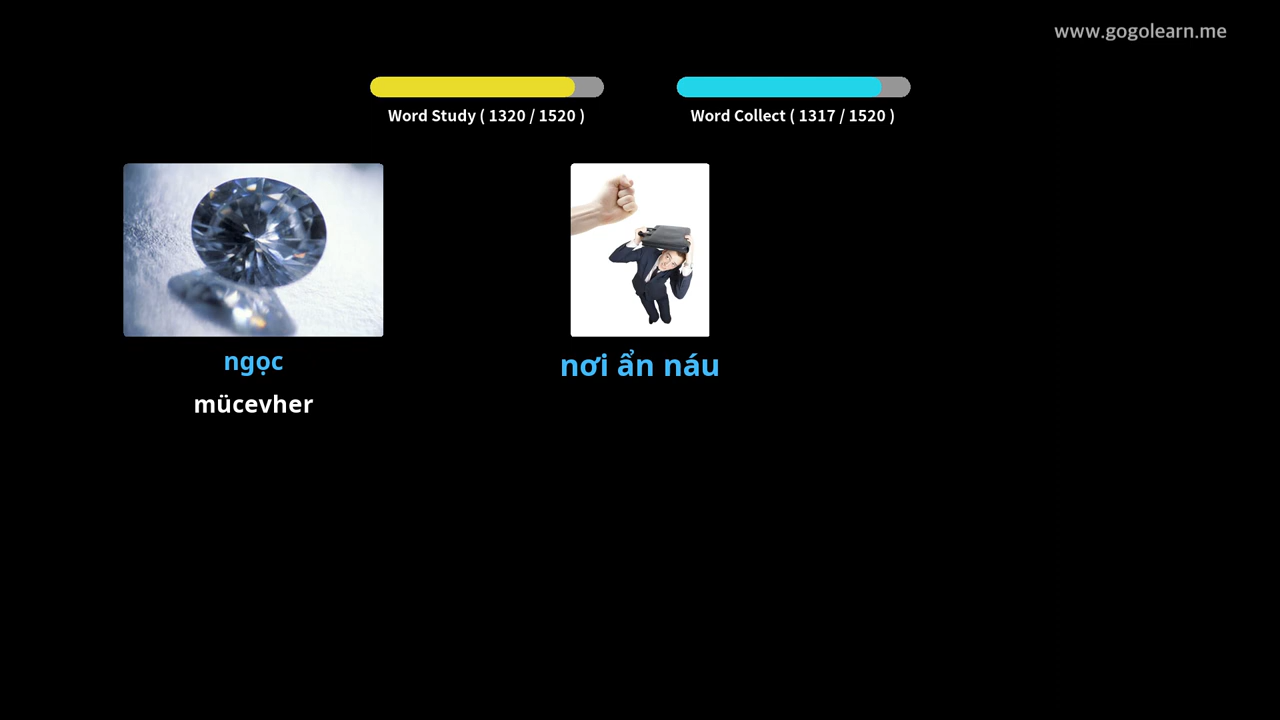 www.gogolearn.me
Word Study ( 1320 / 1520 )
Word Collect ( 1317 / 1520 )
ngọc
mücevher
nơi ẩn náu